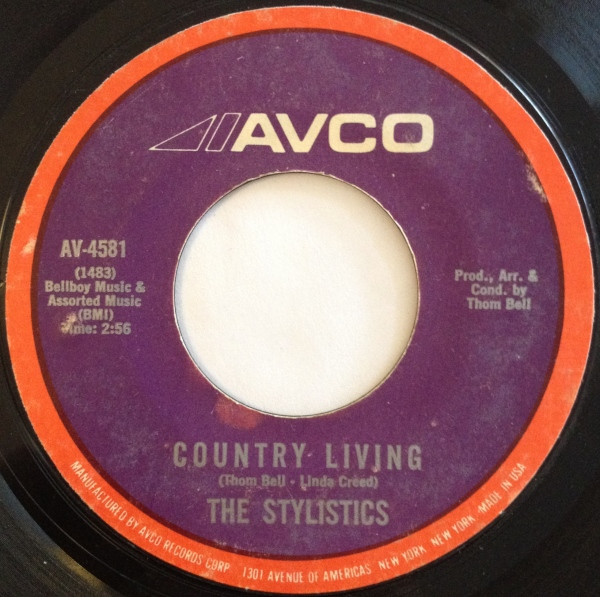 AVCO
AV-4581
(1483)
Bellboy Music &
Assorted Music
(BMI)
Time: 2:56
Prod., Arr. &
Cond. by
Thom Bell
COUNTRY LIVING
(Thom Bell - Linda Creed)
THE STYLISTICS
MANUFACTURED BY AVCO RECORDS CORP. 1301 AVENUE OF AMERICAS, NEW YORK, NEW YORK MADE IN USA